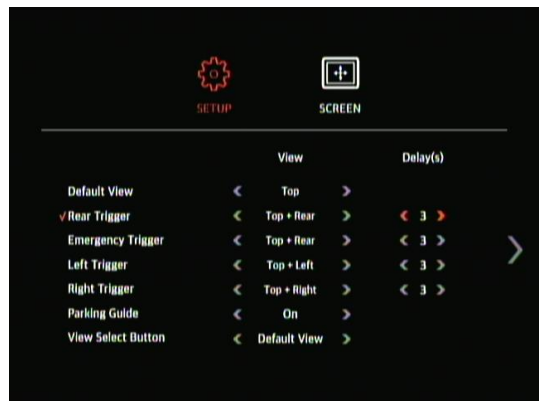 SETUP SCREEN
View Delay(s)
Default View < Top >
√ Rear Trigger < Top + Rear > < 3 >
Emergency Trigger < Top + Rear > < 3 >
Left Trigger < Top + Left > < 3 >
Right Trigger < Top + Right > < 3 >
Parking Guide < On >
View Select Button < Default View >